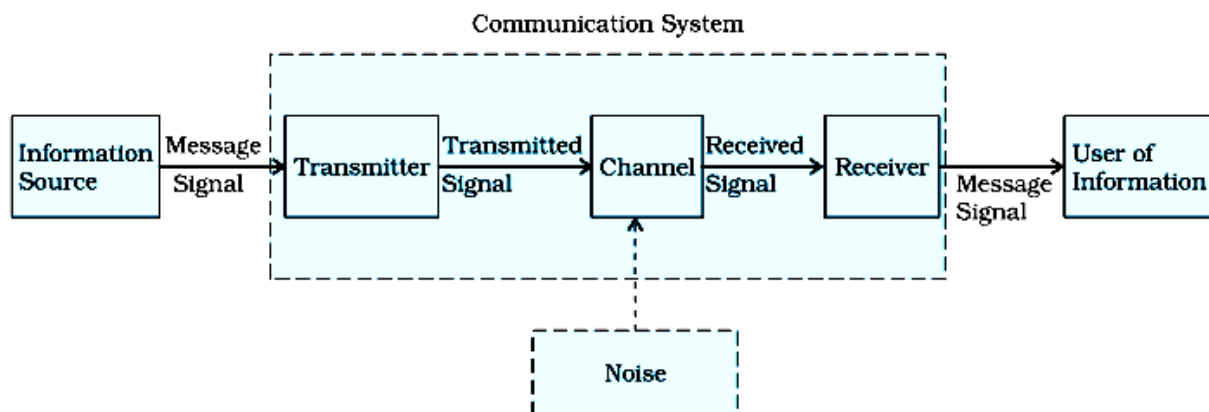 Communication System
Information
Source
Message
Signal
Transmitter
Transmitted
Signal
Channel
Received
Signal
Receiver
Message
Signal
User of
Information
Noise